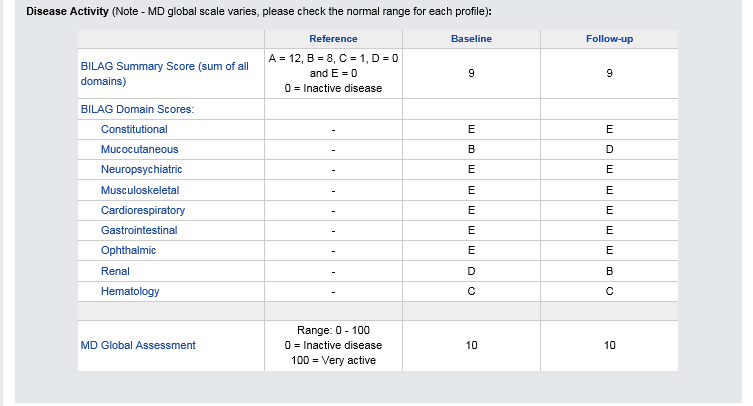 Disease Activity (Note - MD global scale varies, please check the normal range for each profile):
Reference Baseline Follow-up
BILAG Summary Score (sum of all
domains)
A = 12, B = 8, C = 1, D = 0
and E = 0
0 = Inactive disease
9 9
BILAG Domain Scores:
Constitutional - E E
Mucocutaneous - B D
Neuropsychiatric - E E
Musculoskeletal - E E
Cardiorespiratory - E E
Gastrointestinal - E E
Ophthalmic - E E
Renal - D B
Hematology - C C
MD Global Assessment
Range: 0 - 100
0 = Inactive disease
100 = Very active
10 10